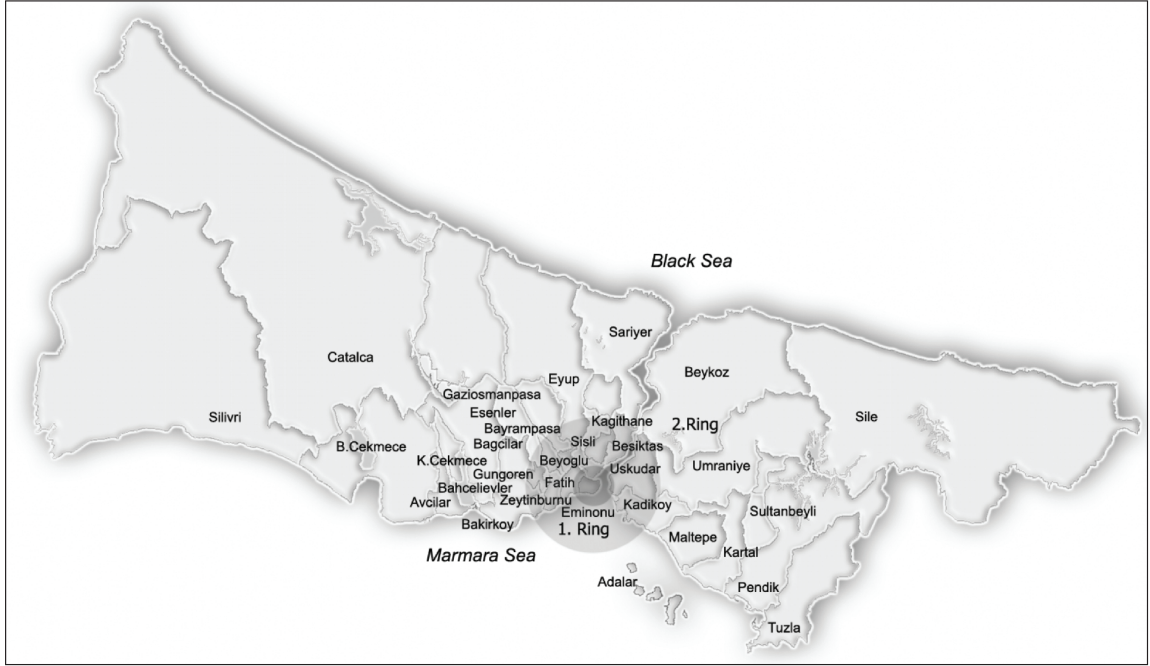 Black Sea
Sariyer
Catalca
Beykoz
Eyup
Gaziosmanpasa
Esenler
Silivri
Sile
Kagithane
2.Ring
Bayrampasa
Sisli
Bagcilar
B.Cekmece
Besiktas
K.Cekmece
Beyoglu
Umraniye
Uskudar
Gungoren
Fatih
Bahcelievler
Zeytinburnu
Avcilar
Kadikoy
Eminonu
Sultanbeyli
Bakirkoy
1. Ring
Maltepe
Marmara Sea
Kartal
Adalar
Pendik
Tuzla